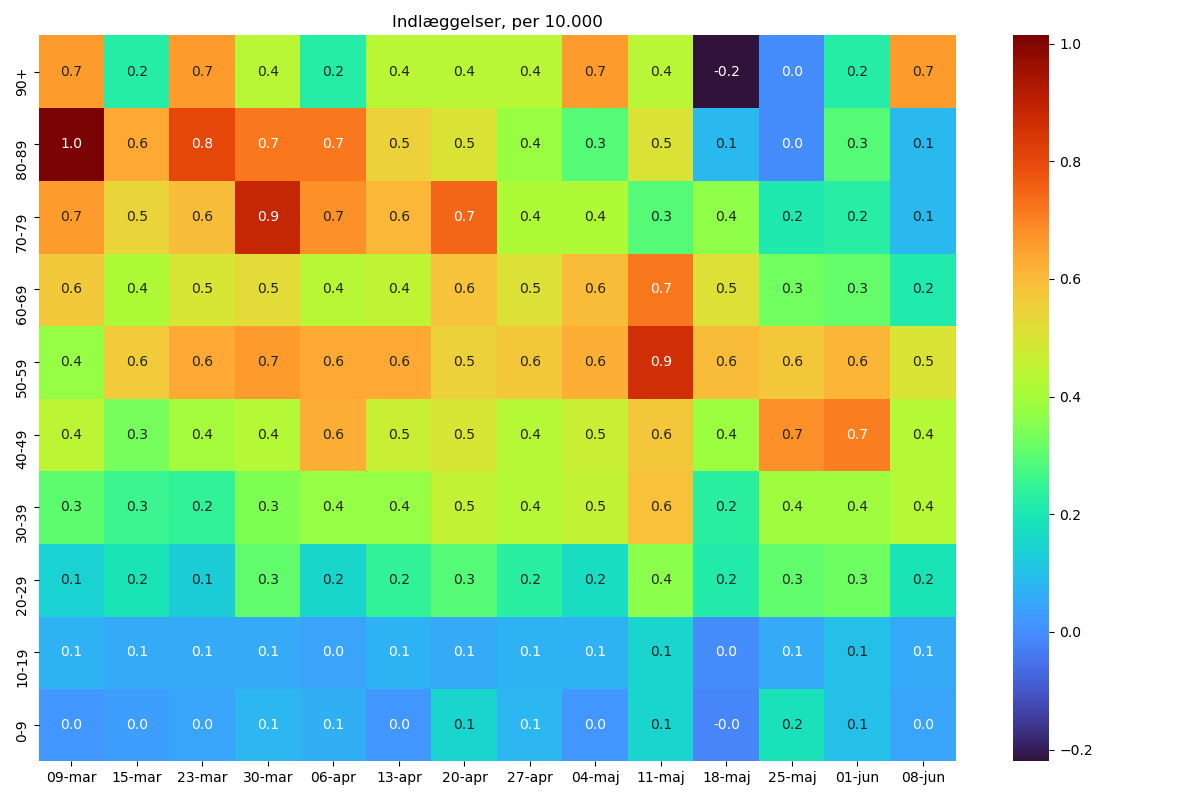 Indlæggelser, per 10.000
90+ 0.7 0.2 0.7 0.4 0.2 0.4 0.4 0.4 0.7 0.4 -0.2 0.0 0.2 0.7
80-89 1.0 0.6 0.8 0.7 0.7 0.5 0.5 0.4 0.3 0.5 0.1 0.0 0.3 0.1
70-79 0.7 0.5 0.6 0.9 0.7 0.6 0.7 0.4 0.4 0.3 0.4 0.2 0.2 0.1
60-69 0.6 0.4 0.5 0.5 0.4 0.4 0.6 0.5 0.6 0.7 0.5 0.3 0.3 0.2
50-59 0.4 0.6 0.6 0.7 0.6 0.6 0.5 0.6 0.6 0.9 0.6 0.6 0.6 0.5
40-49 0.4 0.3 0.4 0.4 0.6 0.5 0.5 0.4 0.5 0.6 0.4 0.7 0.7 0.4
30-39 0.3 0.3 0.2 0.3 0.4 0.4 0.5 0.4 0.5 0.6 0.2 0.4 0.4 0.4
20-29 0.1 0.2 0.1 0.3 0.2 0.2 0.3 0.2 0.2 0.4 0.2 0.3 0.3 0.2
10-19 0.1 0.1 0.1 0.1 0.0 0.1 0.1 0.1 0.1 0.1 0.0 0.1 0.1 0.1
0-9 0.0 0.0 0.0 0.1 0.1 0.0 0.1 0.1 0.0 0.1 -0.0 0.2 0.1 0.0
09-mar 15-mar 23-mar 30-mar 06-apr 13-apr 20-apr 27-apr 04-maj 11-maj 18-maj 25-maj 01-jun 08-jun
1.0
0.8
0.6
0.4
0.2
0.0
−0.2